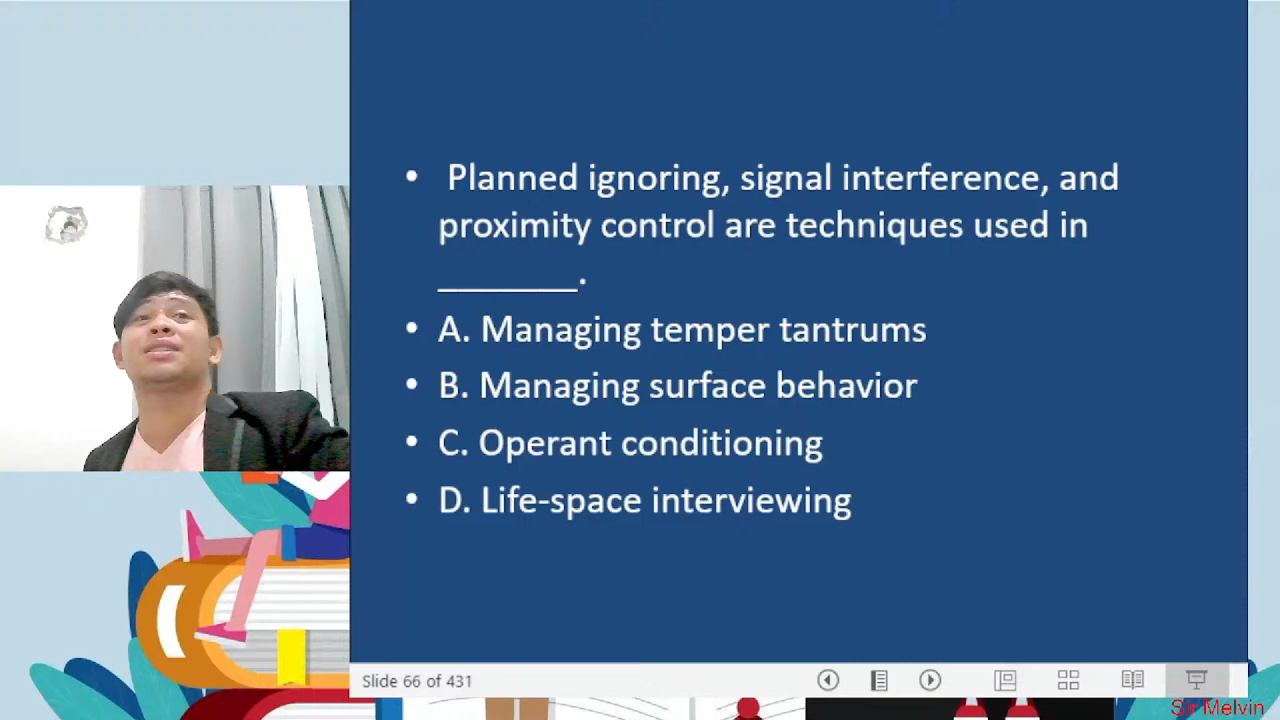 • Planned ignoring, signal interference, and
proximity control are techniques used in
_______.
• A. Managing temper tantrums
• B. Managing surface behavior
• C. Operant conditioning
• D. Life-space interviewing
Slide 66 of 431
Sir Melvin